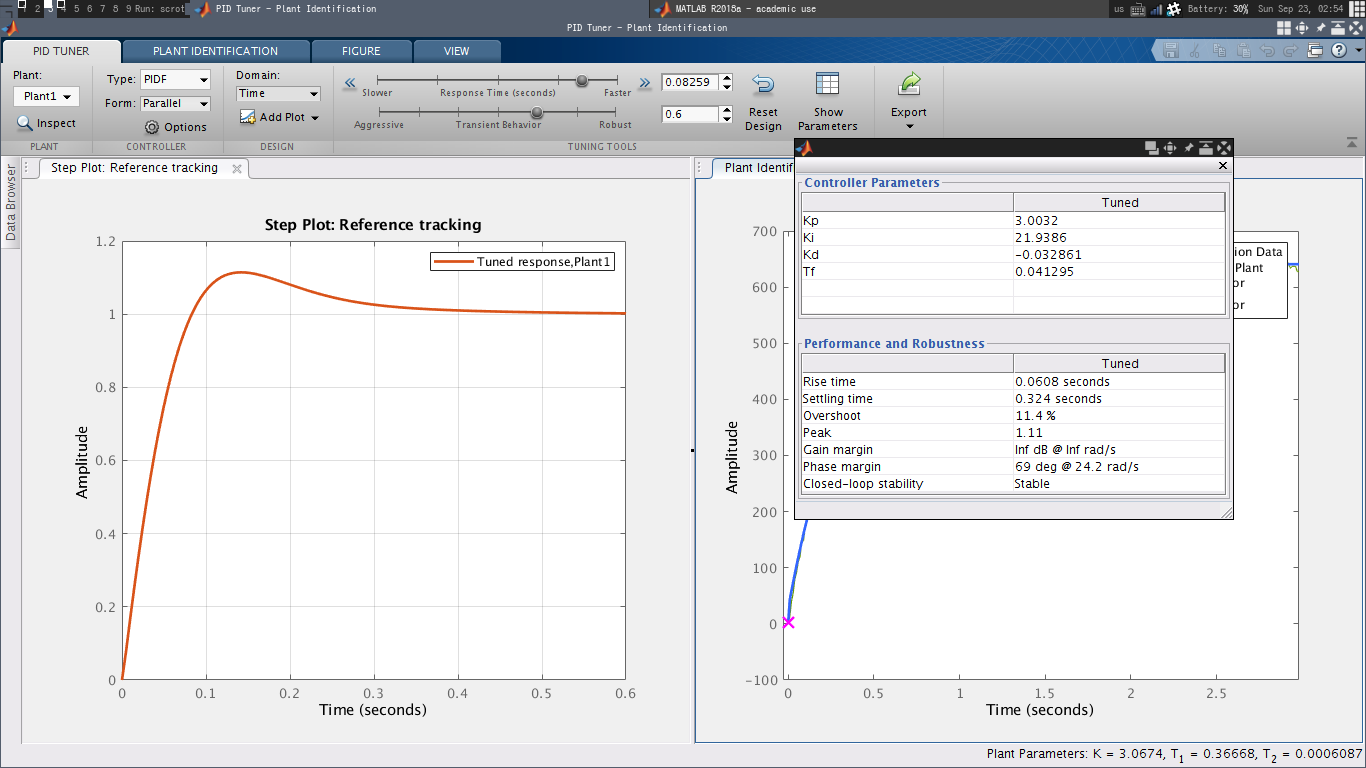 1 2 3 4 5 6 7 8 9 Run: scrot PID Tuner - Plant Identification MATLAB R2018a - academic use us Battery: 30% Sun Sep 23, 02:54
PID Tuner - Plant Identification
PID TUNER PLANT IDENTIFICATION FIGURE VIEW
Plant:
Plant1
Inspect
PLANT
Type: PIDF
Form: Parallel
Options
CONTROLLER
Domain:
Time
Add Plot
DESIGN
Slower Response Time (seconds) Faster 0.08259
Aggressive Transient Behavior Robust 0.6
Reset
Design
Show
Parameters
TUNING TOOLS
Export
Data Browser
Step Plot: Reference tracking
Step Plot: Reference tracking
Tuned response,Plant1
Amplitude
1.2
1
0.8
0.6
0.4
0.2
0
0 0.1 0.2 0.3 0.4 0.5 0.6
Time (seconds)
Plant Identif
Amplitude
700
600
500
400
300
200
100
0
-100
0 0.5 1 1.5 2 2.5
Time (seconds)
ion Data
Plant
or
or
Controller Parameters
Tuned
Kp 3.0032
Ki 21.9386
Kd -0.032861
Tf 0.041295
Performance and Robustness
Tuned
Rise time 0.0608 seconds
Settling time 0.324 seconds
Overshoot 11.4 %
Peak 1.11
Gain margin Inf dB @ Inf rad/s
Phase margin 69 deg @ 24.2 rad/s
Closed-loop stability Stable
Plant Parameters: K = 3.0674, T1 = 0.36668, T2 = 0.0006087